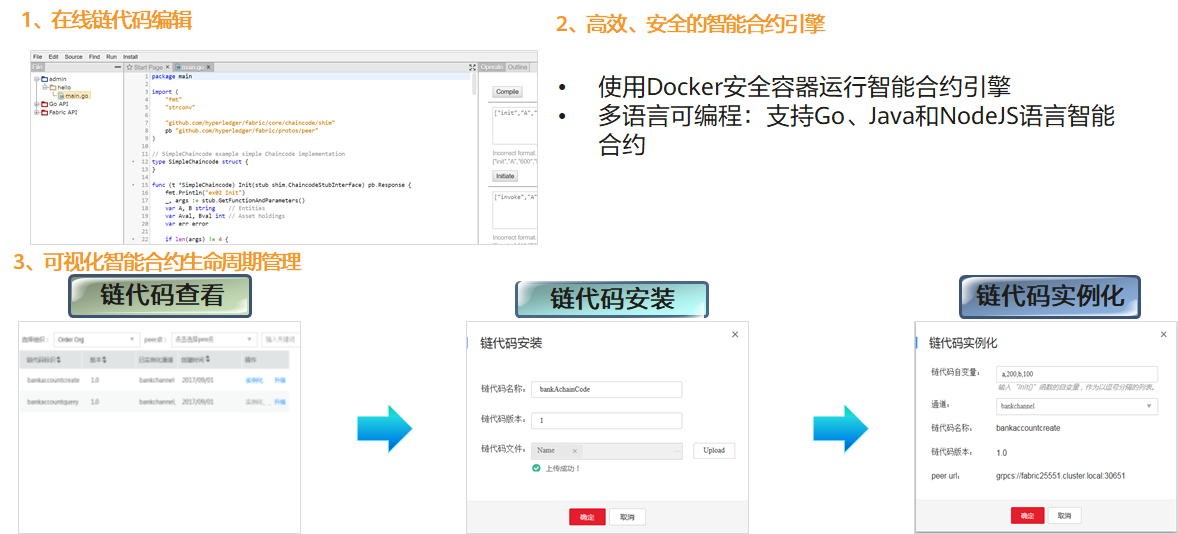 1、在线链代码编辑
2、高效、安全的智能合约引擎
File Edit Source Find Run Install
File
Start Page × main.go ×
Operate Outline
admin
hello
main.go
Go API
Fabric API
1 package main
2
3 import (
4 "fmt"
5 "strconv"
6
7 "github.com/hyperledger/fabric/core/chaincode/shim"
8 pb "github.com/hyperledger/fabric/protos/peer"
9 )
10
11 // SimpleChaincode example simple Chaincode implementation
12 type SimpleChaincode struct {
13 }
14
15 func (t *SimpleChaincode) Init(stub shim.ChaincodeStubInterface) pb.Response {
16 fmt.Println("ex02 Init")
17 _, args := stub.GetFunctionAndParameters()
18 var A, B string // Entities
19 var Aval, Bval int // Asset holdings
20 var err error
21
22 if len(args) != 4 {
Compile
["init","A","
Incorrect format.
["init","A","600","
Initiate
["invoke","A"
Incorrect format.
• 使用Docker安全容器运行智能合约引擎
• 多语言可编程：支持Go、Java和NodeJS语言智能
合约
3、可视化智能合约生命周期管理
链代码查看
选择组织： Order Org peer点： 点击选择peer点 输入关键词
链代码标识 版本 已实例化通道 创建时间 操作
bankaccountcreate 1.0 bankchannel 2017/09/01 实例化 升级
bankaccountquery 1.0 bankchannel, 2017/09/01 实例化 升级
链代码安装
链代码安装 ×
链代码名称： bankAchainCode
链代码版本： 1
链代码文件： Name × ... Upload
上传成功！
确定 取消
链代码实例化
链代码实例化 ×
链代码自变量： a,200,b,100
输入 "init()" 函数的自变量，作为以逗号分隔的列表。
通道： bankchannel
链代码名称： bankaccountcreate
链代码版本： 1.0
peer url： grpcs://fabric25551.cluster.local:30651
确定 取消